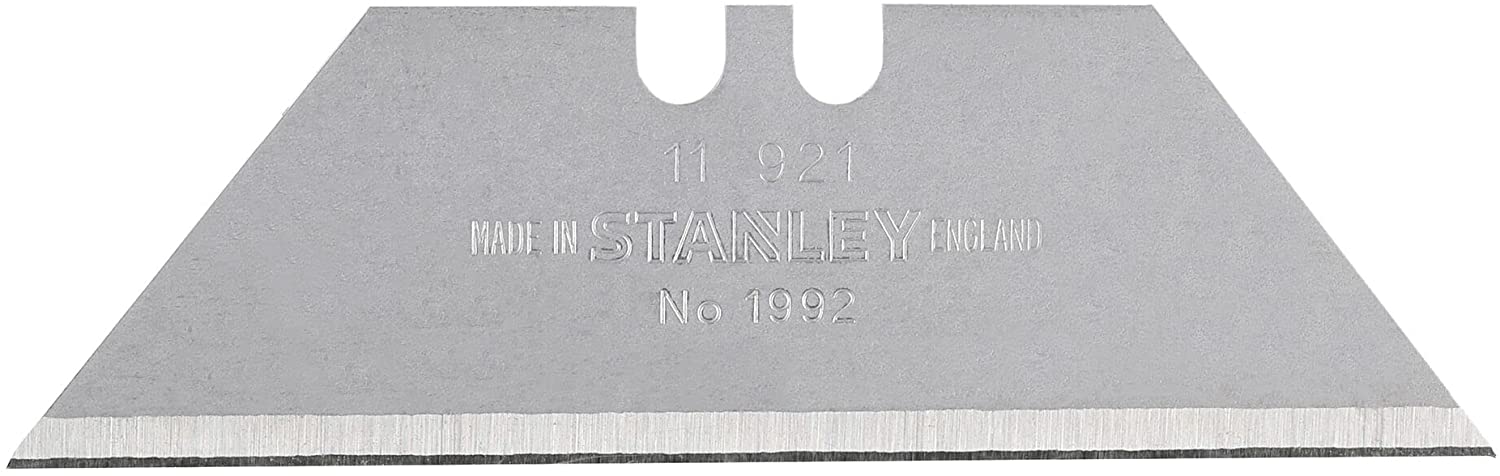 11 921
MADE IN STANLEY ENGLAND
No 1992